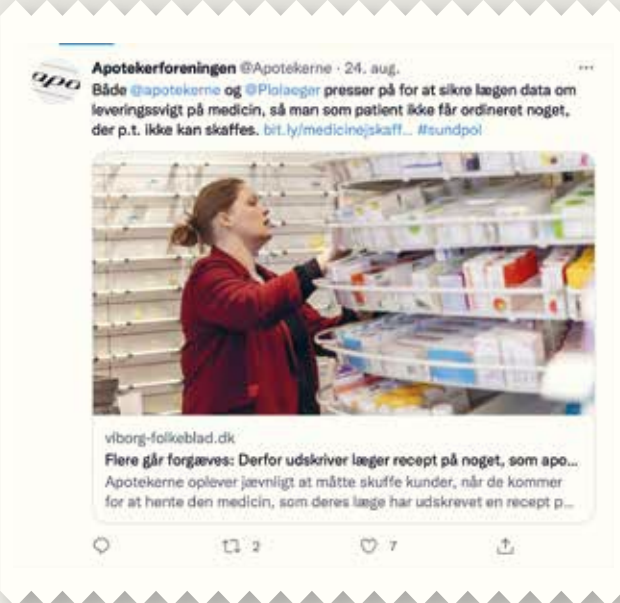 apo
Apotekerforeningen @Apotekerne · 24. aug.
Både @apotekerne og @Plolaeger presser på for at sikre lægen data om
leveringssvigt på medicin, så man som patient ikke får ordineret noget,
der p.t. ikke kan skaffes. bit.ly/medicinejskaff... #sundpol
viborg-folkeblad.dk
Flere går forgæves: Derfor udskriver læger recept på noget, som apo...
Apotekerne oplever jævnligt at måtte skuffe kunder, når de kommer
for at hente den medicin, som deres læge har udskrevet en recept p...
2 7